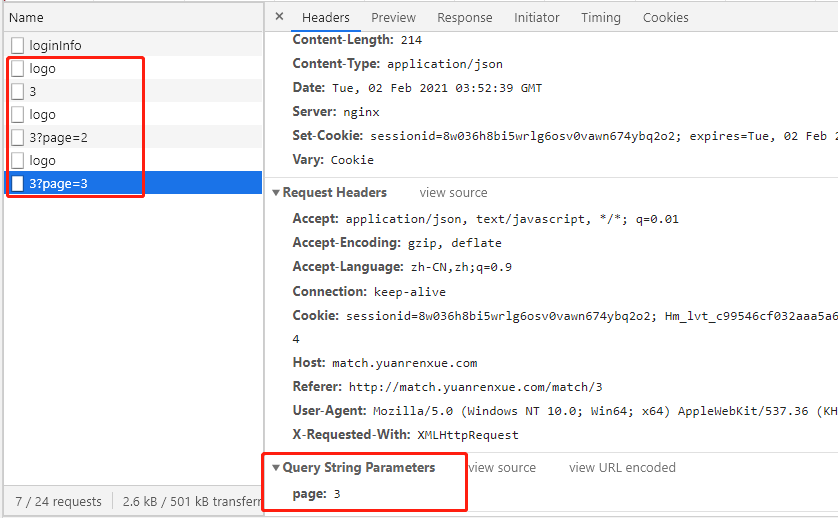 Name
loginInfo
logo
3
logo
3?page=2
logo
3?page=3
7 / 24 requests
2.6 kB / 501 kB transferr
× Headers Preview Response Initiator Timing Cookies
Content-Length: 214
Content-Type: application/json
Date: Tue, 02 Feb 2021 03:52:39 GMT
Server: nginx
Set-Cookie: sessionid=8w036h8bi5wrlg6osv0vawn674ybq2o2; expires=Tue, 02 Feb 2
Vary: Cookie
▼Request Headers view source
Accept: application/json, text/javascript, */*; q=0.01
Accept-Encoding: gzip, deflate
Accept-Language: zh-CN,zh;q=0.9
Connection: keep-alive
Cookie: sessionid=8w036h8bi5wrlg6osv0vawn674ybq2o2; Hm_lvt_c99546cf032aaa5a6
4
Host: match.yuanrenxue.com
Referer: http://match.yuanrenxue.com/match/3
User-Agent: Mozilla/5.0 (Windows NT 10.0; Win64; x64) AppleWebKit/537.36 (KH
X-Requested-With: XMLHttpRequest
▼Query String Parameters view source view URL encoded
page: 3